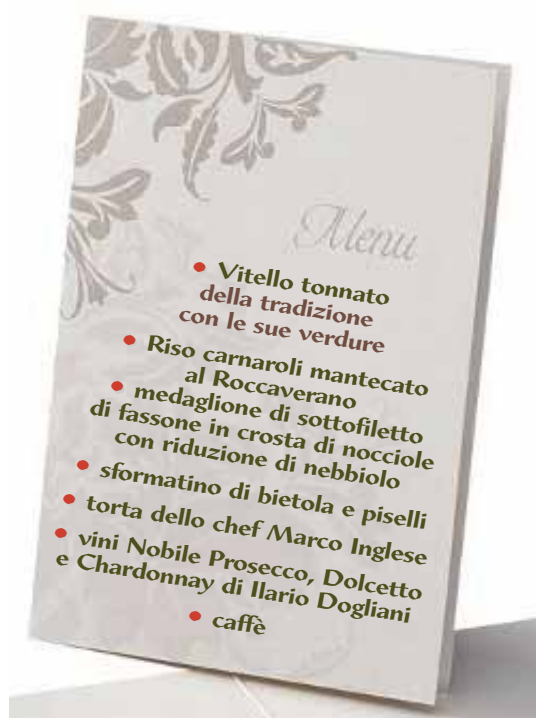 Menu
• Vitello tonnato
della tradizione
con le sue verdure
• Riso carnaroli mantecato
al Roccaverano
• medaglione di sottofiletto
di fassone in crosta di nocciole
con riduzione di nebbiolo
• sformatino di bietola e piselli
• torta dello chef Marco Inglese
• vini Nobile Prosecco, Dolcetto
e Chardonnay di Ilario Dogliani
• caffè